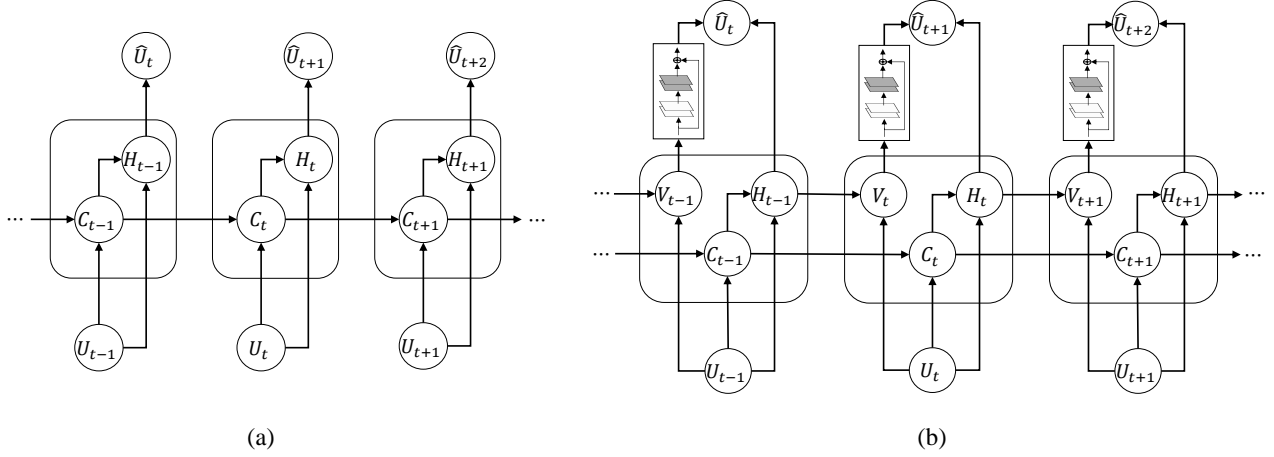 Û_t Û_{t+1} Û_{t+2}
H_{t−1} H_t H_{t+1}
··· C_{t−1} C_t C_{t+1} ···
U_{t−1} U_t U_{t+1}
(a)
Û_t Û_{t+1} Û_{t+2}
··· V_{t−1} H_{t−1} V_t H_t V_{t+1} H_{t+1} ···
··· C_{t−1} C_t C_{t+1} ···
U_{t−1} U_t U_{t+1}
(b)